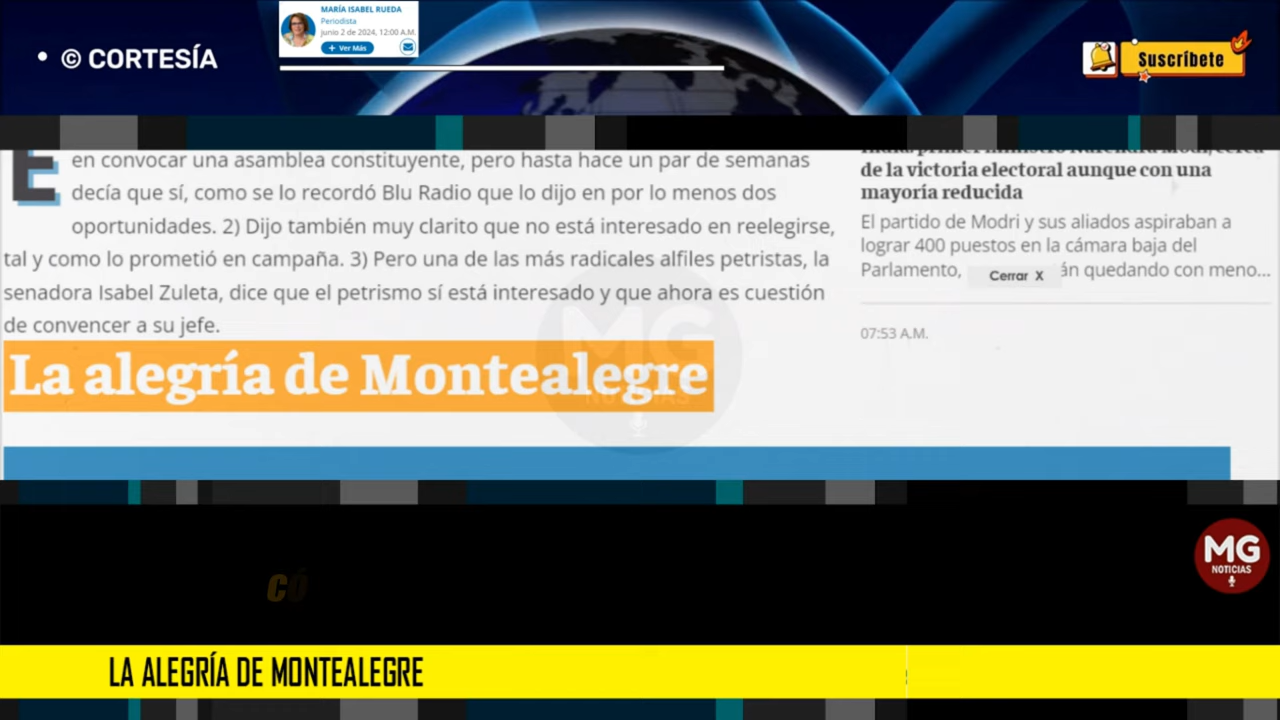 MARÍA ISABEL RUEDA
Periodista
junio 2 de 2024, 12:00 A.M.
+ Ver Más
• © CORTESÍA
Suscríbete
E
en convocar una asamblea constituyente, pero hasta hace un par de semanas
decía que sí, como se lo recordó Blu Radio que lo dijo en por lo menos dos
oportunidades. 2) Dijo también muy clarito que no está interesado en reelegirse,
tal y como lo prometió en campaña. 3) Pero una de las más radicales alfiles petristas, la
senadora Isabel Zuleta, dice que el petrismo sí está interesado y que ahora es cuestión
de convencer a su jefe.
La alegría de Montealegre
de la victoria electoral aunque con una
mayoría reducida
El partido de Modri y sus aliados aspiraban a
lograr 400 puestos en la cámara baja del
Parlamento, Cerrar X án quedando con meno...
07:53 A.M.
MG
NOTICIAS
CÓ
MG
NOTICIAS
LA ALEGRÍA DE MONTEALEGRE